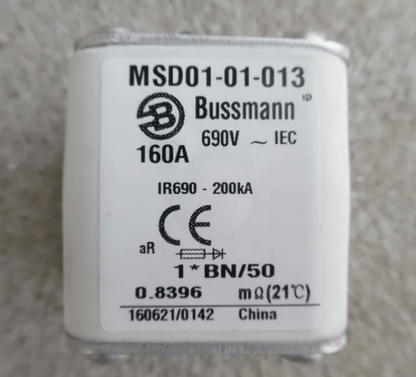 MSD01-01-013
Bussmann
160A
690V ~ IEC
IR690 - 200kA
CE
aR
1*BN/50
0.8396 mΩ(21℃)
160621/0142 China